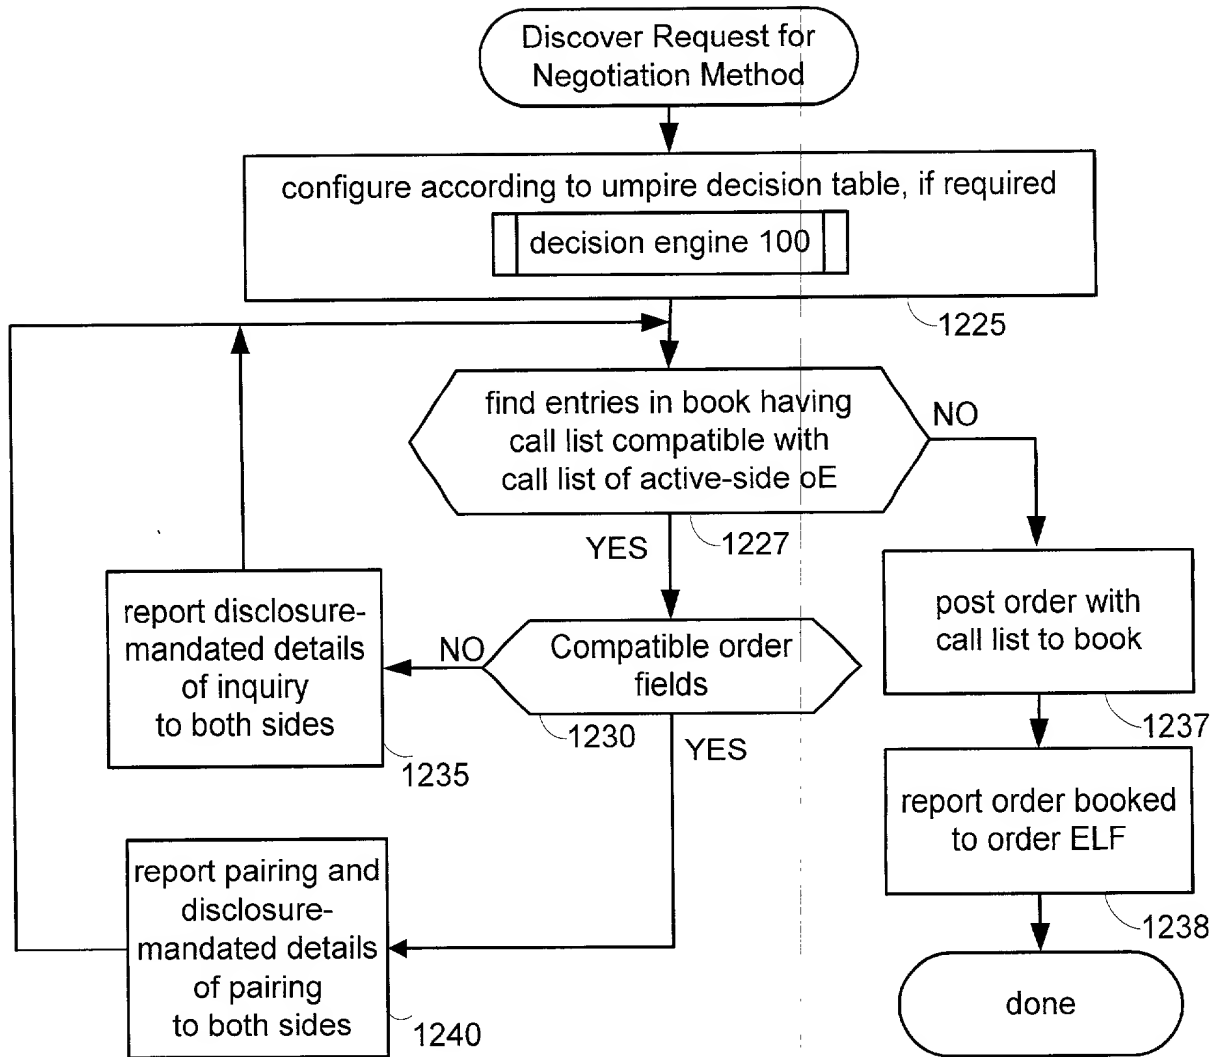 Discover Request for
Negotiation Method
configure according to umpire decision table, if required
decision engine 100
1225
find entries in book having
call list compatible with
call list of active-side oE
NO
YES
1227
report disclosure-
mandated details
of inquiry
to both sides
1235
NO
Compatible order
fields
1230
YES
post order with
call list to book
1237
report order booked
to order ELF
1238
report pairing and
disclosure-
mandated details
of pairing
to both sides
1240
done